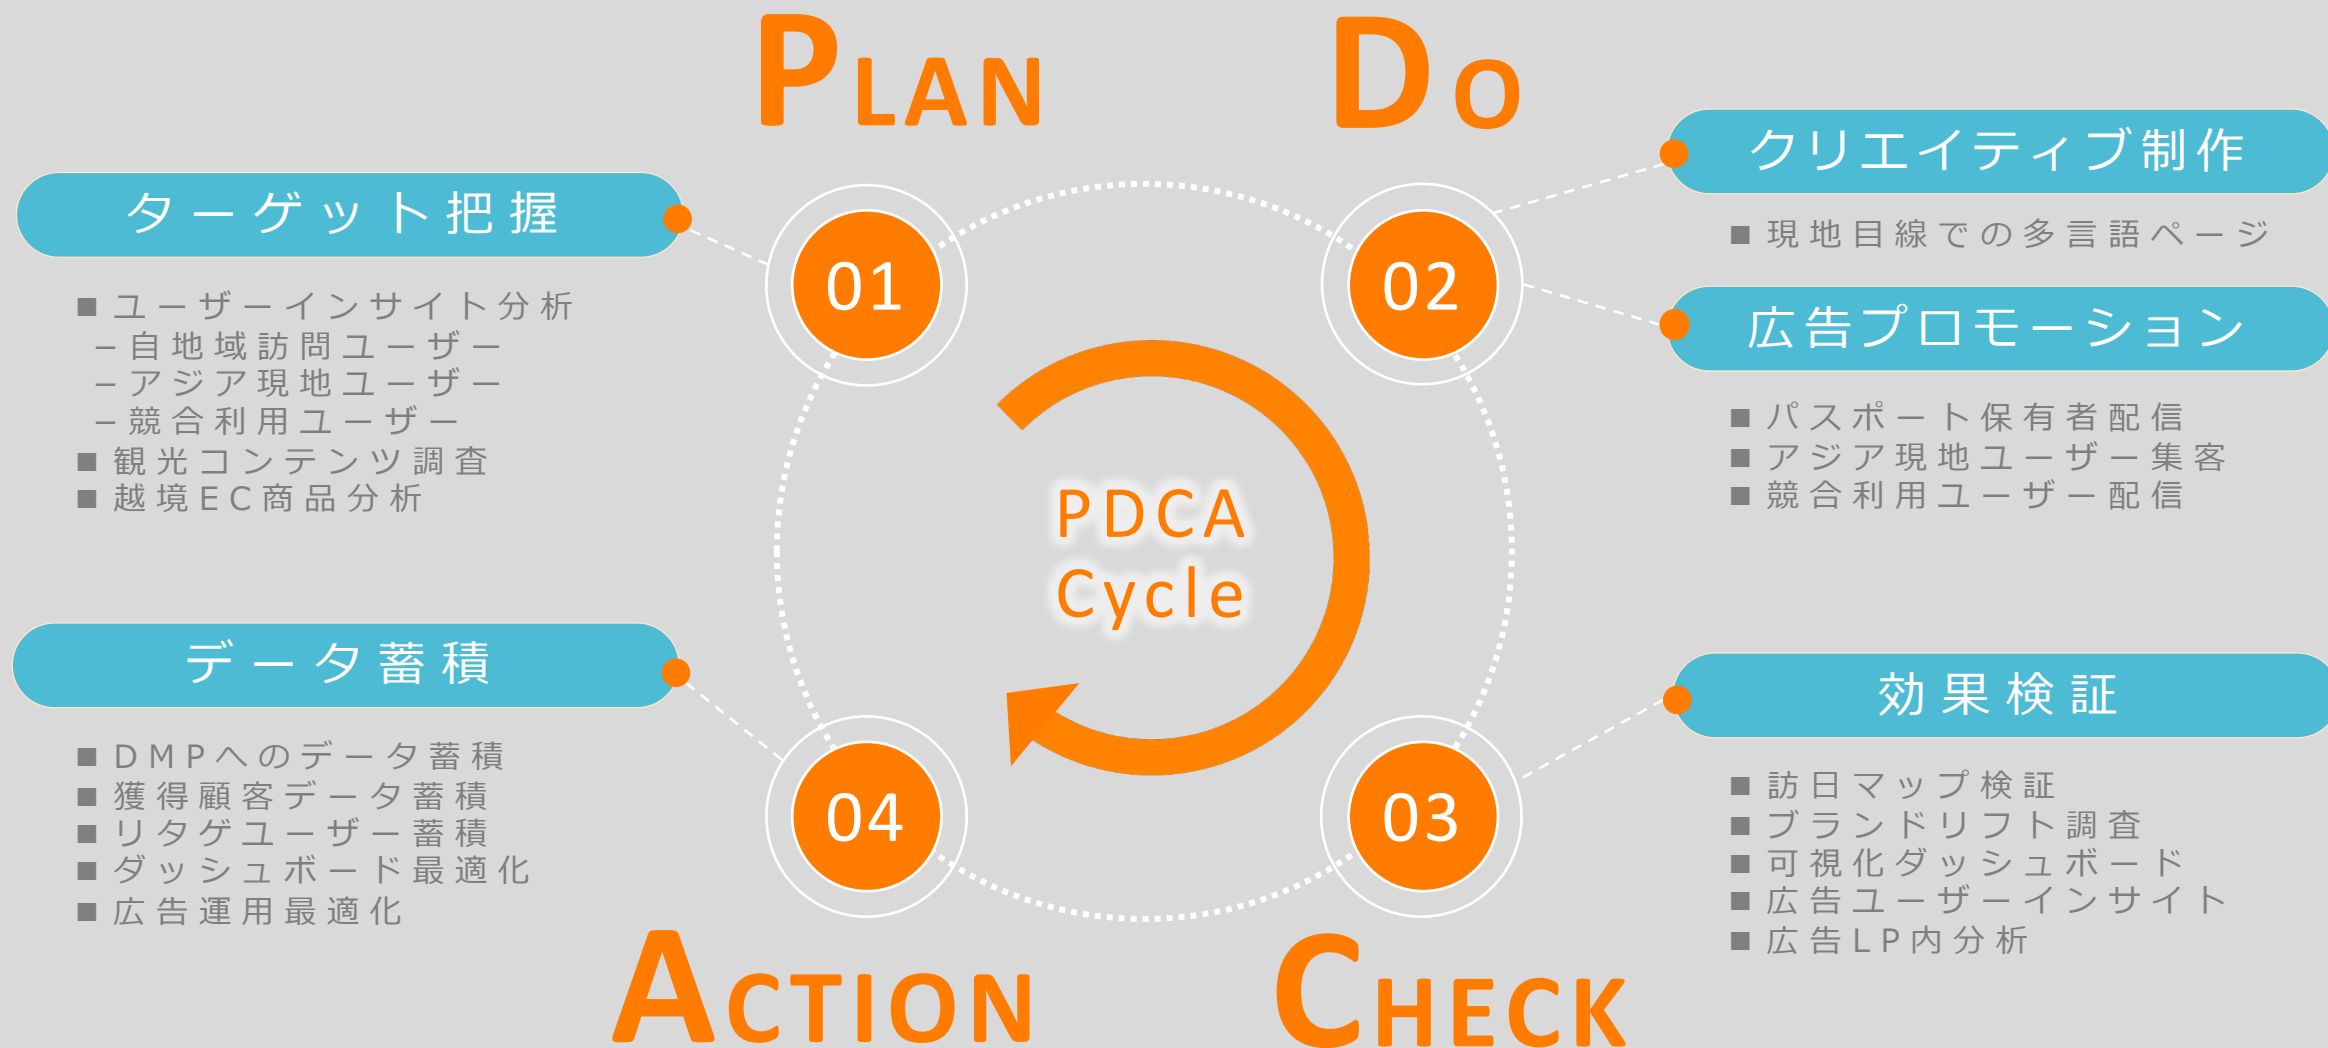 PLAN
01
ターゲット把握
■ ユーザーインサイト分析
– 自地域訪問ユーザー
– アジア現地ユーザー
– 競合利用ユーザー
■ 観光コンテンツ調査
■ 越境EC商品分析
DO
02
クリエイティブ制作
■ 現地目線での多言語ページ
広告プロモーション
■ パスポート保有者配信
■ アジア現地ユーザー集客
■ 競合利用ユーザー配信
PDCA
Cycle
データ蓄積
■ DMPへのデータ蓄積
■ 獲得顧客データ蓄積
■ リタゲユーザー蓄積
■ ダッシュボード最適化
■ 広告運用最適化
04
ACTION
03
効果検証
■ 訪日マップ検証
■ ブランドリフト調査
■ 可視化ダッシュボード
■ 広告ユーザーインサイト
■ 広告LP内分析
CHECK